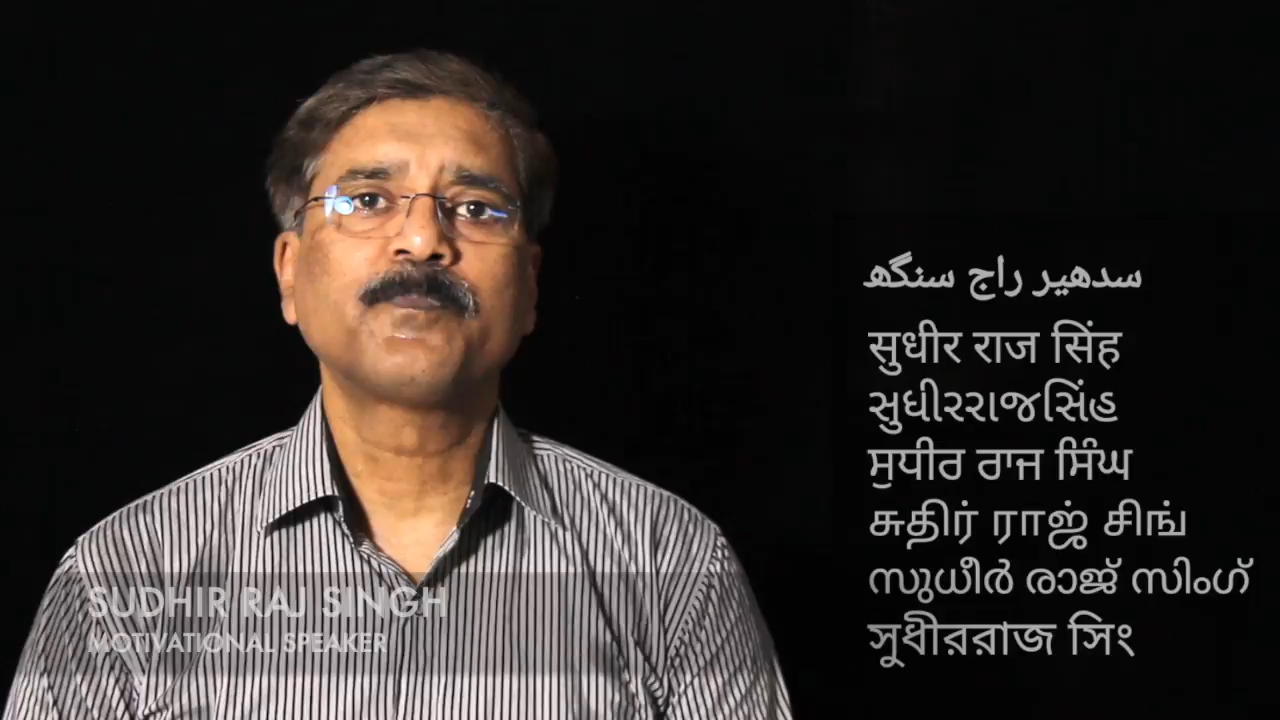 SUDHIR RAJ SINGH
MOTIVATIONAL SPEAKER
سدھیر راج سنگھ
सुधीर राज सिंह
સુધીરરાજસિંહ
ਸੁਧੀਰ ਰਾਜ ਸਿੰਘ
சுதிர் ராஜ் சிங்
സുധീർ രാജ് സിംഗ്
সুধীররাজ সিং